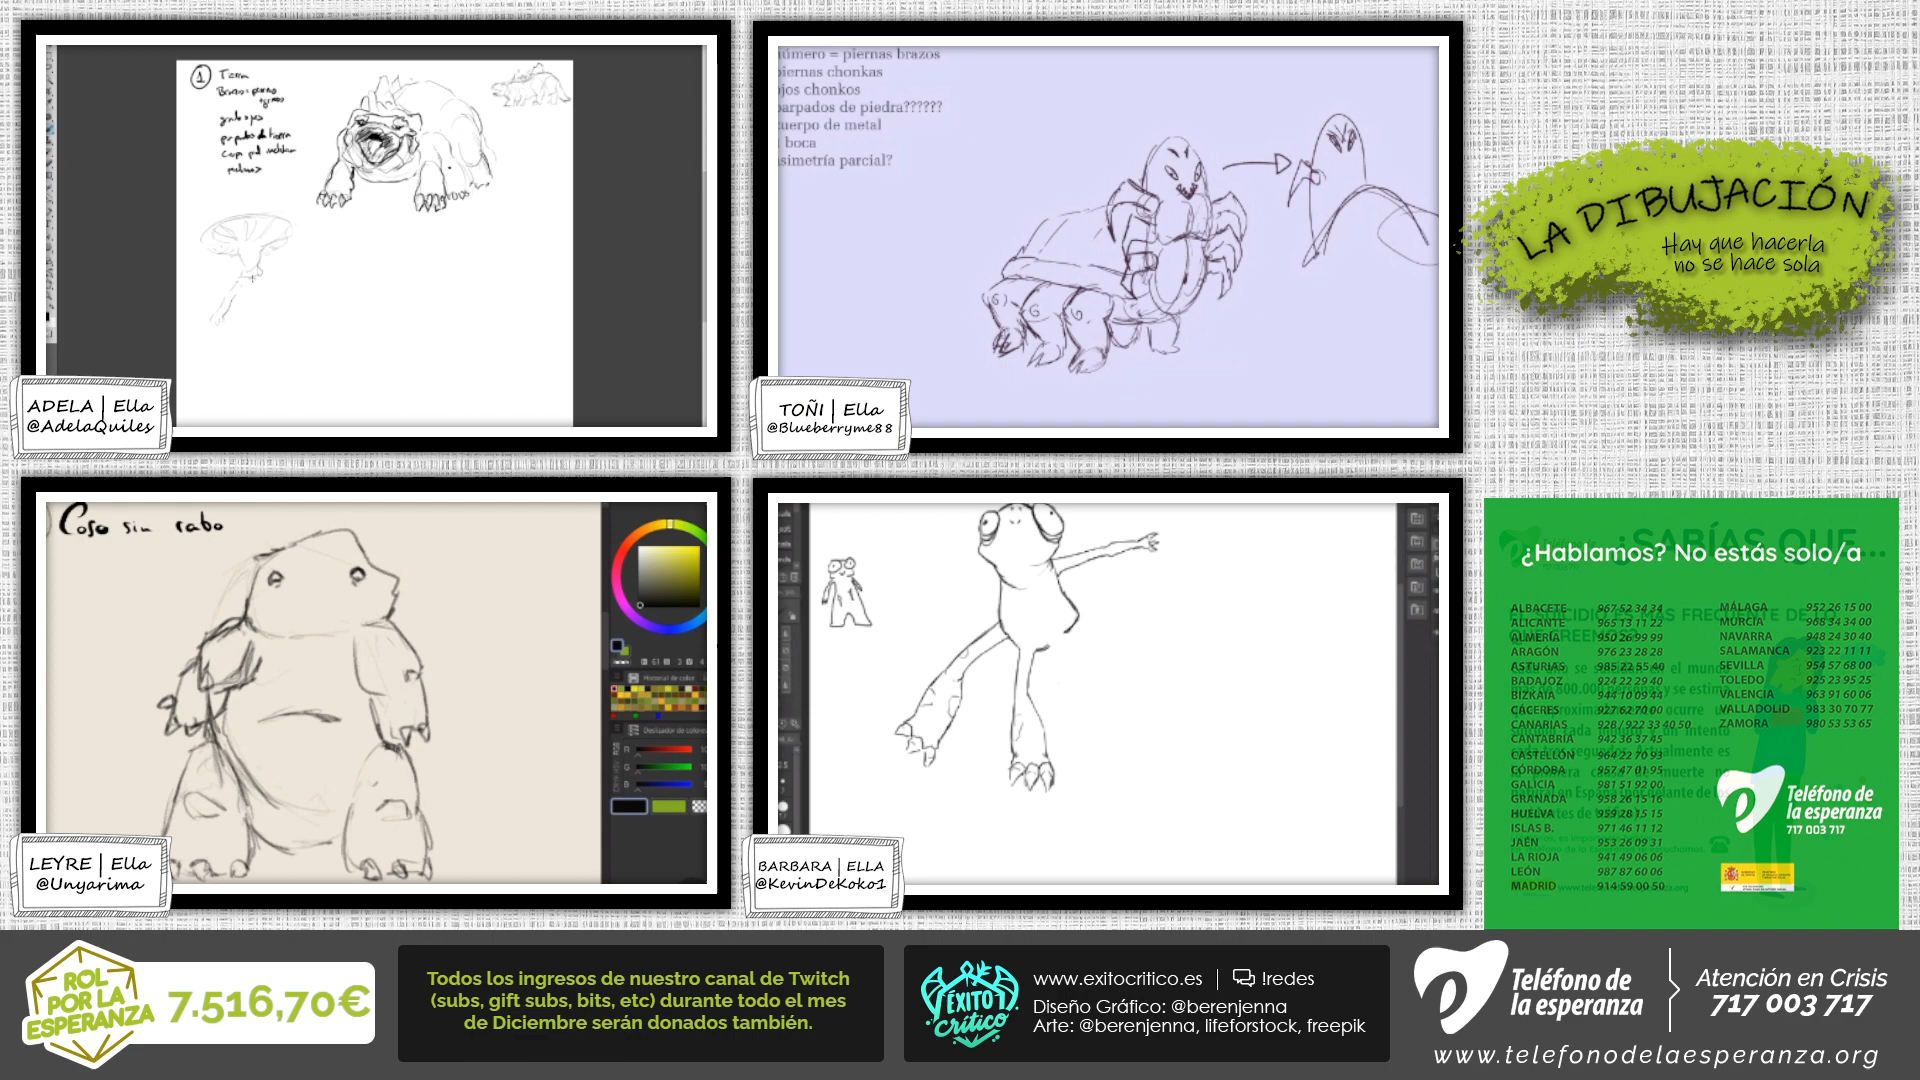 1 Tierra
número = piernas brazos
piernas chonkas
ojos chonkos
parpados de piedra??????
cuerpo de metal
boca
asimetría parcial?
ADELA | Ella
@AdelaQuiles
TOÑI | Ella
@Blueberryme88
LA DIBUJACIÓN
Hay que hacerla
no se hace sola
Coso sin rabo
Historial de color
LEYRE | Ella
@Unyarima
BARBARA | ELLA
@KevinDeKoko1
¿SABÍAS QUE...
¿Hablamos? No estás solo/a
ALBACETE 967 52 34 34
ALICANTE 965 13 11 22
ALMERÍA 950 26 99 99
ARAGÓN 976 23 28 28
ASTURIAS 985 22 55 40
BADAJOZ 924 22 29 40
BIZKAIA 944 10 09 44
CÁCERES 927 62 70 00
CANARIAS 928 / 922 33 40 50
CANTABRIA 942 36 37 45
CASTELLÓN 964 22 70 93
CÓRDOBA 957 47 01 95
GALICIA 981 51 92 00
GRANADA 958 26 15 16
HUELVA 959 28 15 15
ISLAS B. 971 46 11 12
JAÉN 953 26 09 31
LA RIOJA 941 49 06 06
LEÓN 987 87 60 06
MADRID 914 59 00 50
MÁLAGA 952 26 15 00
MURCIA 968 34 34 00
NAVARRA 948 24 30 40
SALAMANCA 923 22 11 11
SEVILLA 954 57 68 00
TOLEDO 925 23 95 25
VALENCIA 963 91 60 06
VALLADOLID 983 30 70 77
ZAMORA 980 53 53 65
Teléfono de
la esperanza
717 003 717
ROL
POR LA
ESPERANZA
7.516,70€
Todos los ingresos de nuestro canal de Twitch
(subs, gift subs, bits, etc) durante todo el mes
de Diciembre serán donados también.
ÉXITO
Crítico
www.exitocritico.es | !redes
Diseño Gráfico: @berenjenna
Arte: @berenjenna, lifeforstock, freepik
Teléfono de
la esperanza
Atención en Crisis
717 003 717
www.telefonodelaesperanza.org